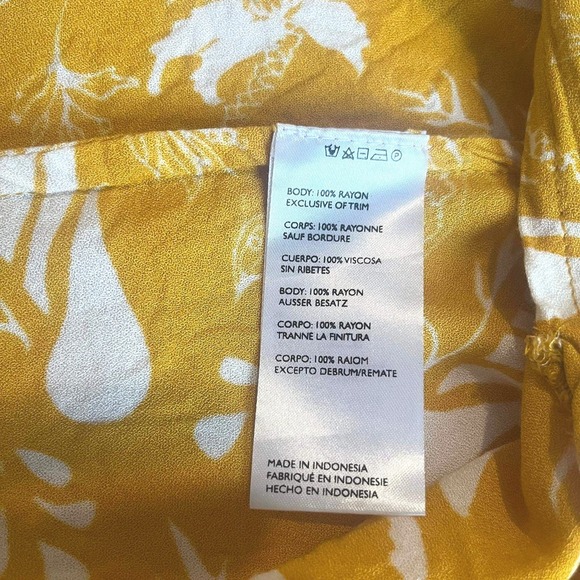 BODY: 100% RAYON
EXCLUSIVE OF TRIM
CORPS: 100% RAYONNE
SAUF BORDURE
CUERPO: 100% VISCOSA
SIN RIBETES
BODY: 100% RAYON
AUSSER BESATZ
CORPO: 100% RAYON
TRANNE LA FINITURA
CORPO: 100% RAIOM
EXCEPTO DEBRUM/REMATE
MADE IN INDONESIA
FABRIQUÉ EN INDONESIE
HECHO EN INDONESIA